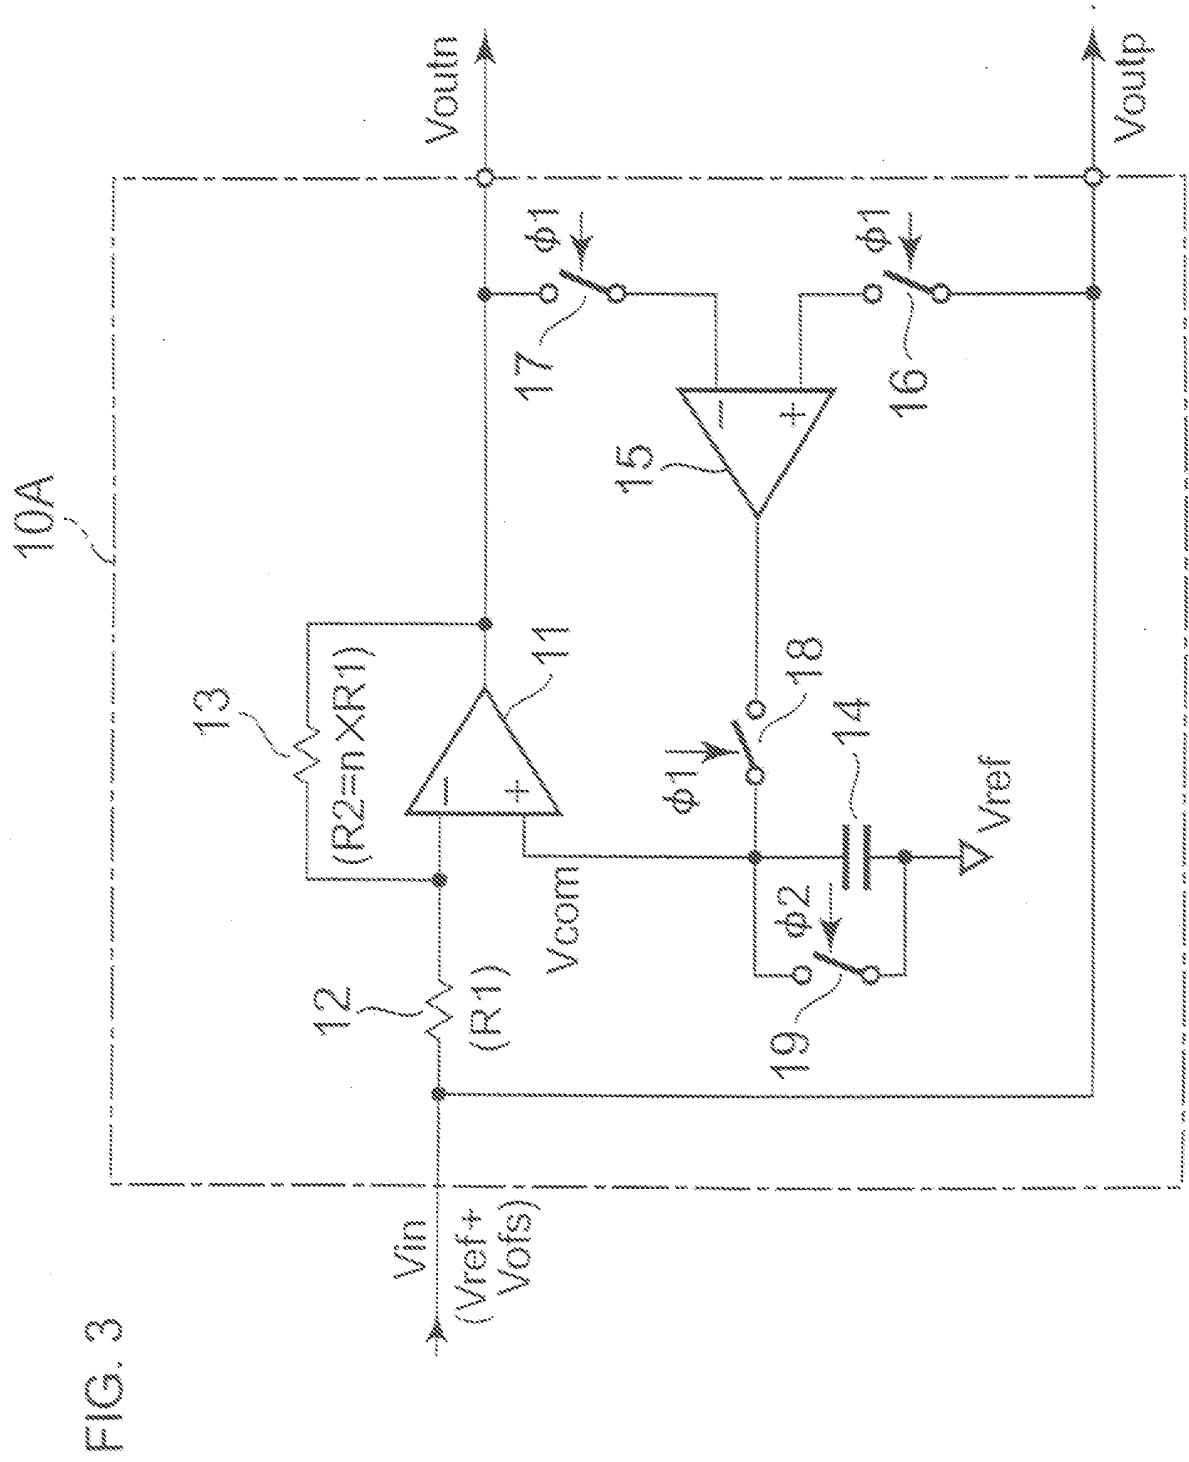 FIG. 3
10A
13
(R2=n×R1)
12
(R1)
11
Vin
(Vref+
Vofs)
Vcom
Voutn
17
ϕ1
15
ϕ1
18
16
ϕ1
14
ϕ2
19
Vref
Voutp
−
+
−
+